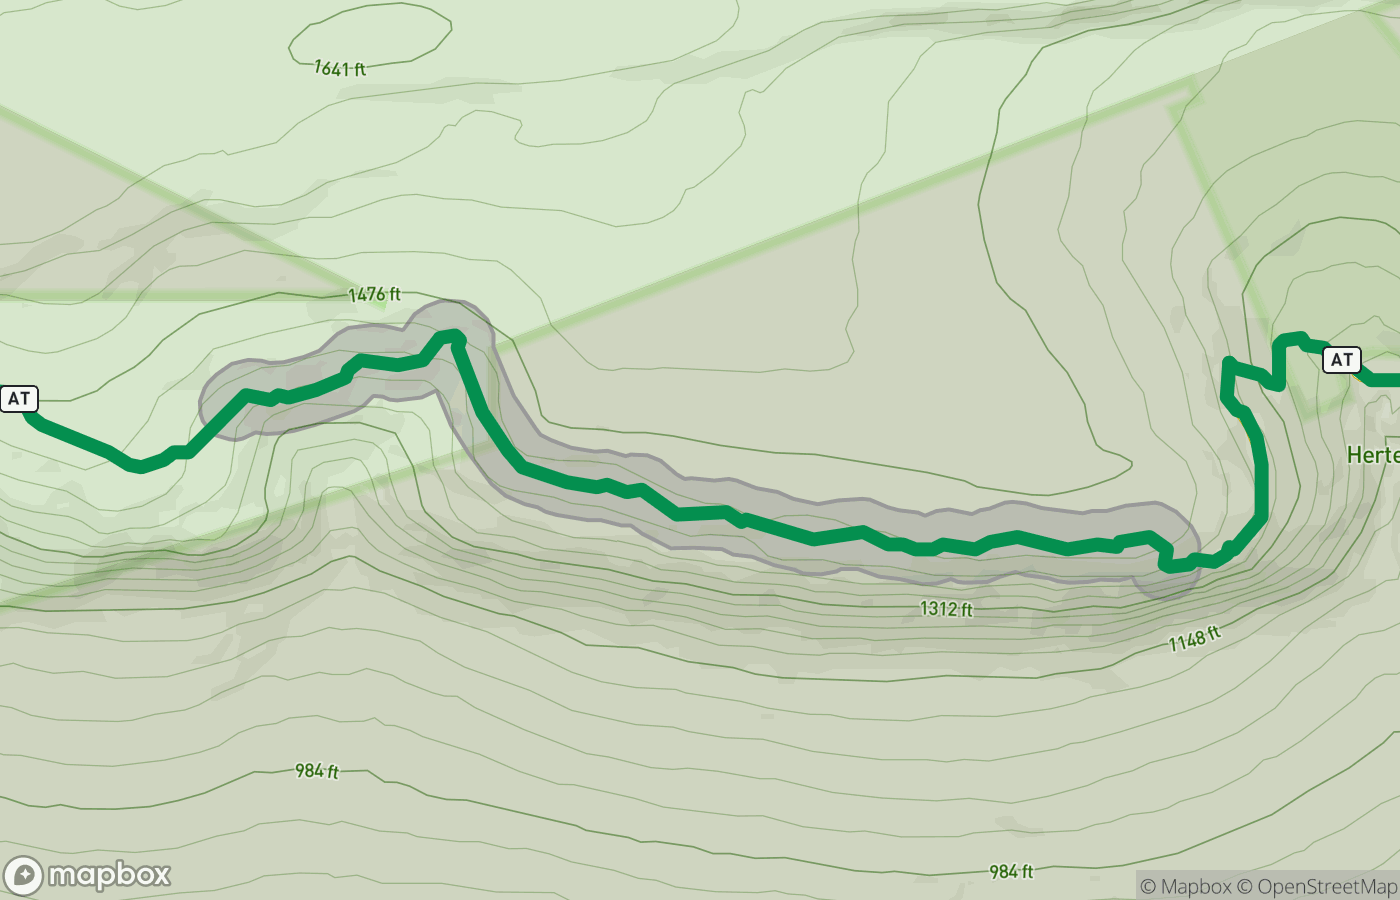 1641 ft
1476 ft
AT
AT
Herte
1312 ft
1148 ft
984 ft
984 ft
mapbox
© Mapbox © OpenStreetMap